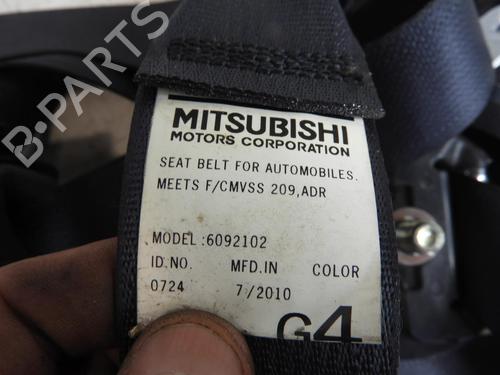 MITSUBISHI
MOTORS CORPORATION
SEAT BELT FOR AUTOMOBILES.
MEETS F/CMVSS 209,ADR
MODEL:6092102
ID.NO. MFD.IN COLOR
0724 7/2010
G4